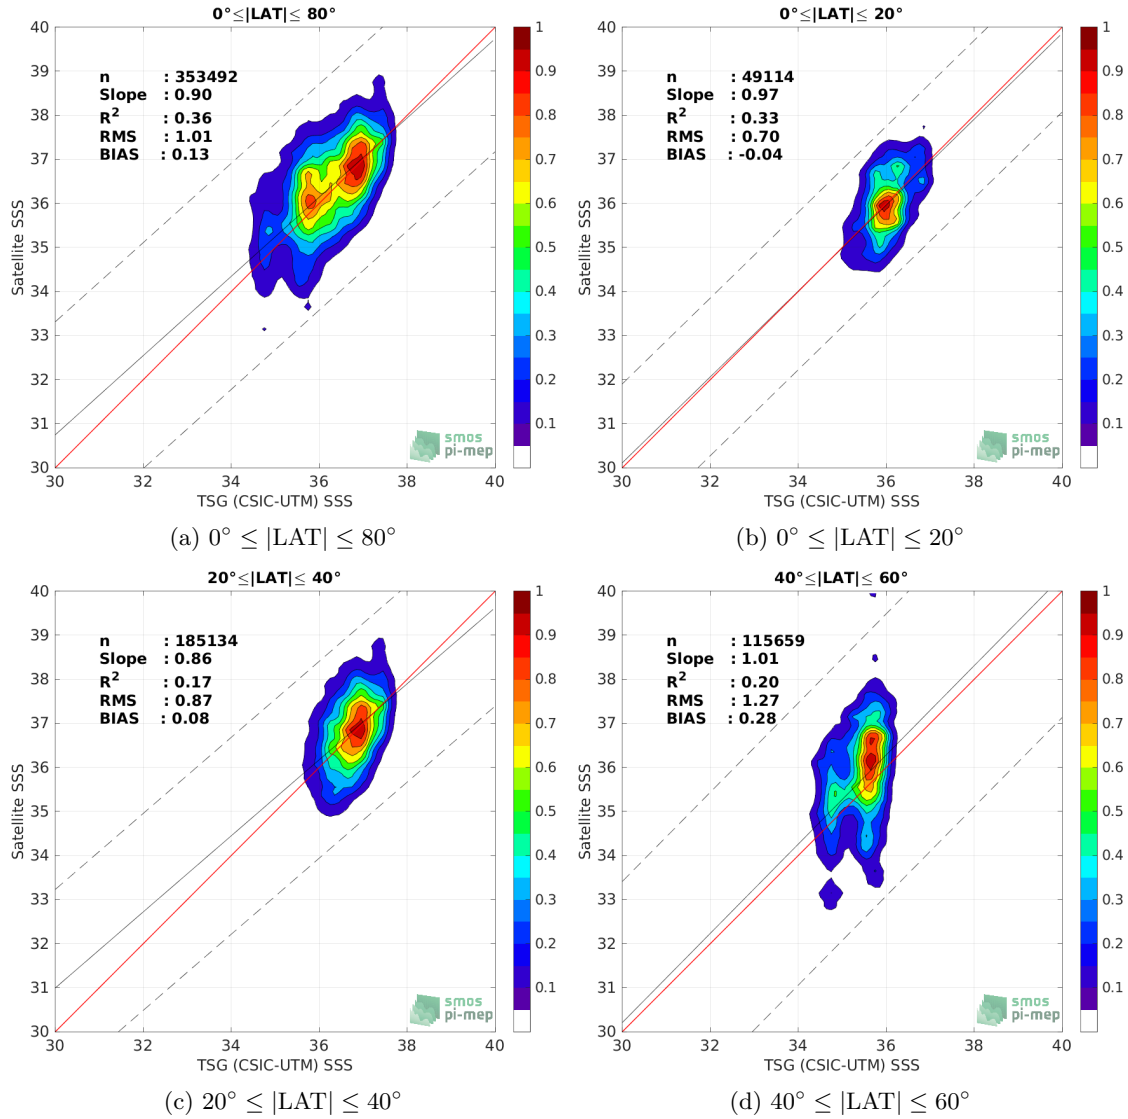 0°≤|LAT|≤ 80°
n : 353492
Slope : 0.90
R² : 0.36
RMS : 1.01
BIAS : 0.13
40
39
38
37
36
35
34
33
32
31
30
Satellite SSS
30 32 34 36 38 40
TSG (CSIC-UTM) SSS
1
0.9
0.8
0.7
0.6
0.5
0.4
0.3
0.2
0.1
smos
pi-mep
(a) 0° ≤ |LAT| ≤ 80°
0°≤|LAT|≤ 20°
n : 49114
Slope : 0.97
R² : 0.33
RMS : 0.70
BIAS : -0.04
40
39
38
37
36
35
34
33
32
31
30
Satellite SSS
30 32 34 36 38 40
TSG (CSIC-UTM) SSS
1
0.9
0.8
0.7
0.6
0.5
0.4
0.3
0.2
0.1
smos
pi-mep
(b) 0° ≤ |LAT| ≤ 20°
20°≤|LAT|≤ 40°
n : 185134
Slope : 0.86
R² : 0.17
RMS : 0.87
BIAS : 0.08
40
39
38
37
36
35
34
33
32
31
30
Satellite SSS
30 32 34 36 38 40
TSG (CSIC-UTM) SSS
1
0.9
0.8
0.7
0.6
0.5
0.4
0.3
0.2
0.1
smos
pi-mep
(c) 20° ≤ |LAT| ≤ 40°
40°≤|LAT|≤ 60°
n : 115659
Slope : 1.01
R² : 0.20
RMS : 1.27
BIAS : 0.28
40
39
38
37
36
35
34
33
32
31
30
Satellite SSS
30 32 34 36 38 40
TSG (CSIC-UTM) SSS
1
0.9
0.8
0.7
0.6
0.5
0.4
0.3
0.2
0.1
smos
pi-mep
(d) 40° ≤ |LAT| ≤ 60°